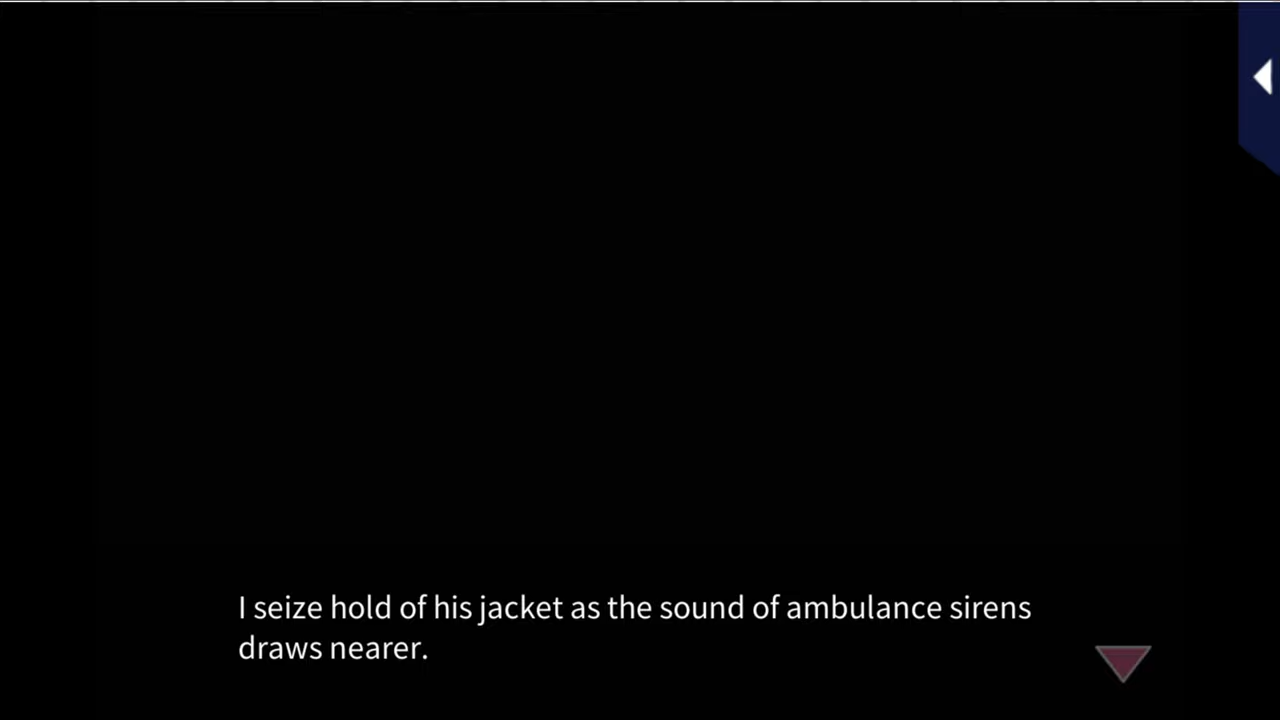 I seize hold of his jacket as the sound of ambulance sirens
draws nearer.